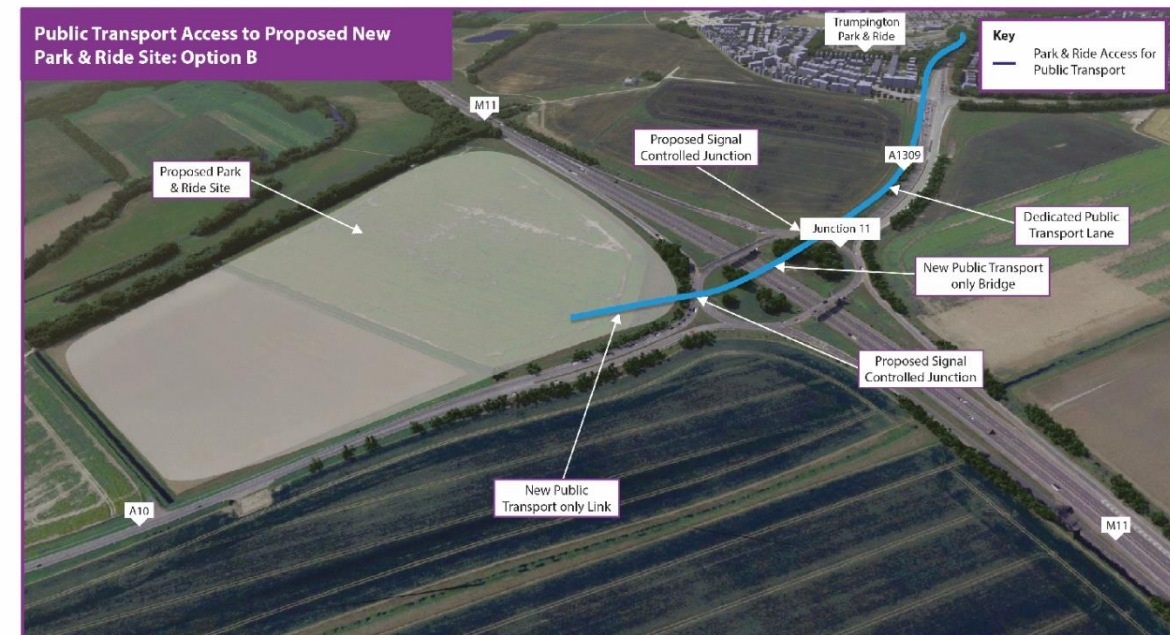 Public Transport Access to Proposed New
Park & Ride Site: Option B
Trumpington
Park & Ride
Key
Park & Ride Access for
Public Transport
M11
Proposed Signal
Controlled Junction
A1309
Proposed Park
& Ride Site
Dedicated Public
Transport Lane
Junction 11
New Public Transport
only Bridge
Proposed Signal
Controlled Junction
New Public
Transport only Link
A10
M11